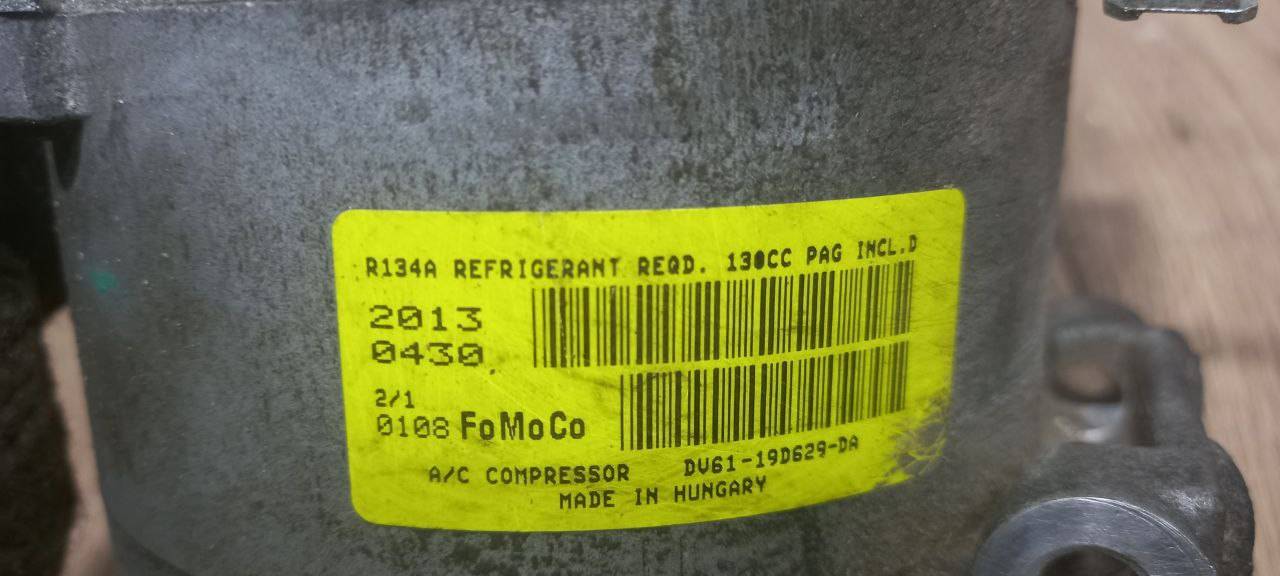 R134A REFRIGERANT REQD. 130CC PAG INCL.D
2013
0430
2/1
0108 FoMoCo
A/C COMPRESSOR DV61-19D629-DA
MADE IN HUNGARY